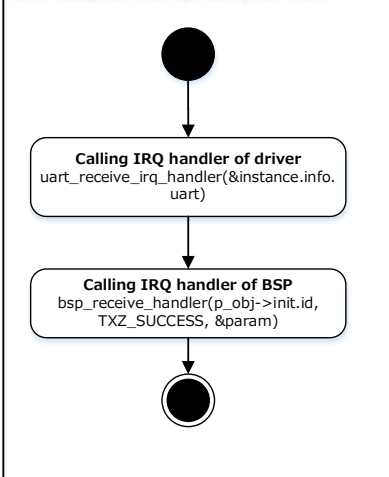 Calling IRQ handler of driver
uart_receive_irq_handler(&instance.info.
uart)
Calling IRQ handler of BSP
bsp_receive_handler(p_obj->init.id,
TXZ_SUCCESS, &param)